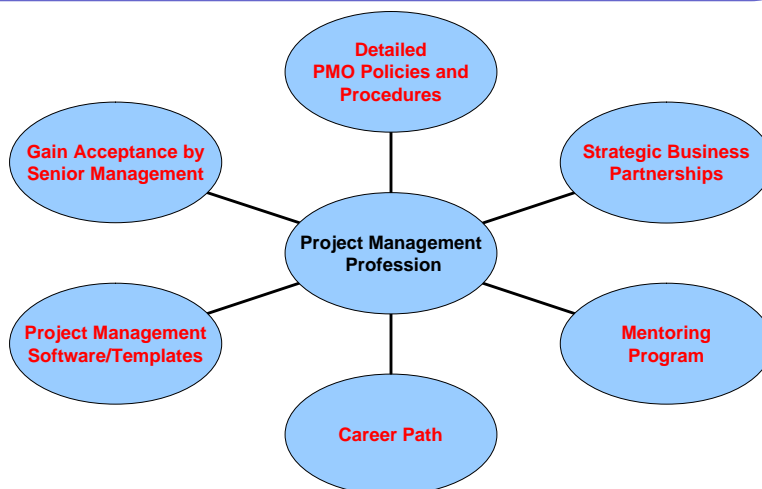 Detailed
PMO Policies and
Procedures
Gain Acceptance by
Senior Management
Strategic Business
Partnerships
Project Management
Profession
Project Management
Software/Templates
Mentoring
Program
Career Path